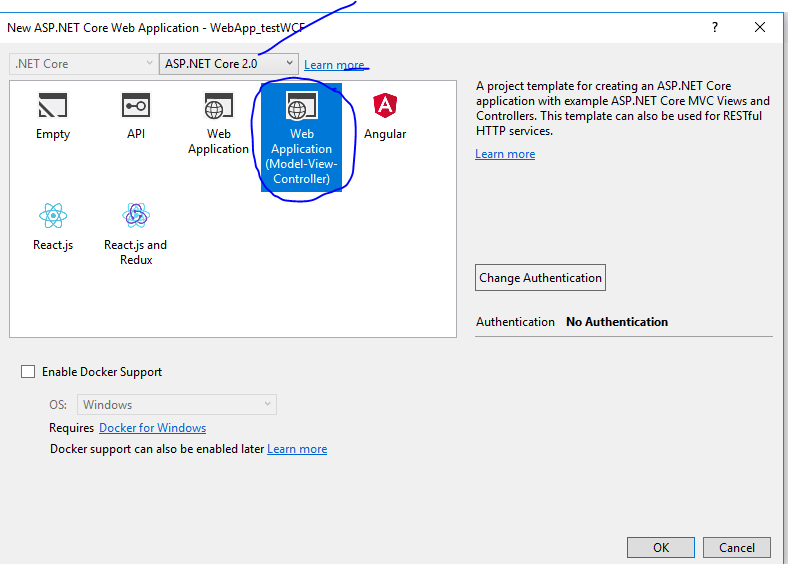 New ASP.NET Core Web Application - WebApp_testWCF
?
.NET Core
ASP.NET Core 2.0
Learn more
Empty
API
Web
Application
Web
Application
(Model-View-
Controller)
Angular
React.js
React.js and
Redux
A project template for creating an ASP.NET Core
application with example ASP.NET Core MVC Views and
Controllers. This template can also be used for RESTful
HTTP services.
Learn more
Change Authentication
Authentication No Authentication
Enable Docker Support
OS: Windows
Requires Docker for Windows
Docker support can also be enabled later Learn more
OK
Cancel